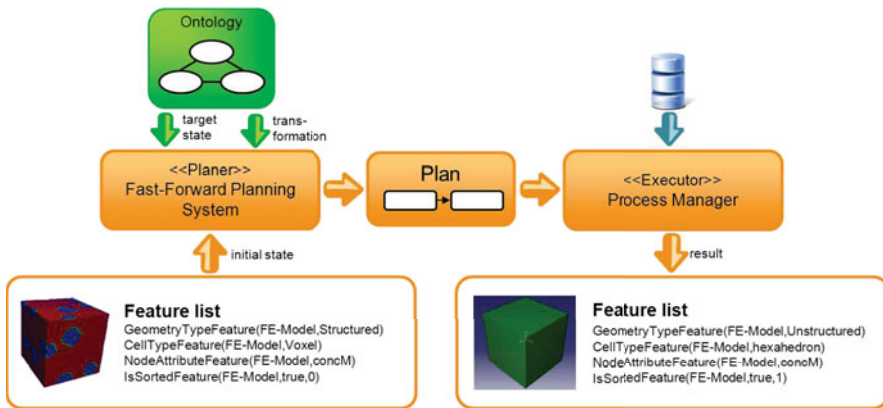 Ontology
target
state
trans-
formation
<<Planer>>
Fast-Forward Planning
System
Plan
<<Executor>>
Process Manager
initial state
result
Feature list
GeometryTypeFeature(FE-Model,Structured)
CellTypeFeature(FE-Model,Voxel)
NodeAttributeFeature(FE-Model,concM)
IsSortedFeature(FE-Model,true,0)
Feature list
GeometryTypeFeature(FE-Model,Unstructured)
CellTypeFeature(FE-Model,hexahedron)
NodeAttributeFeature(FE-Model,concM)
IsSortedFeature(FE-Model,true,1)